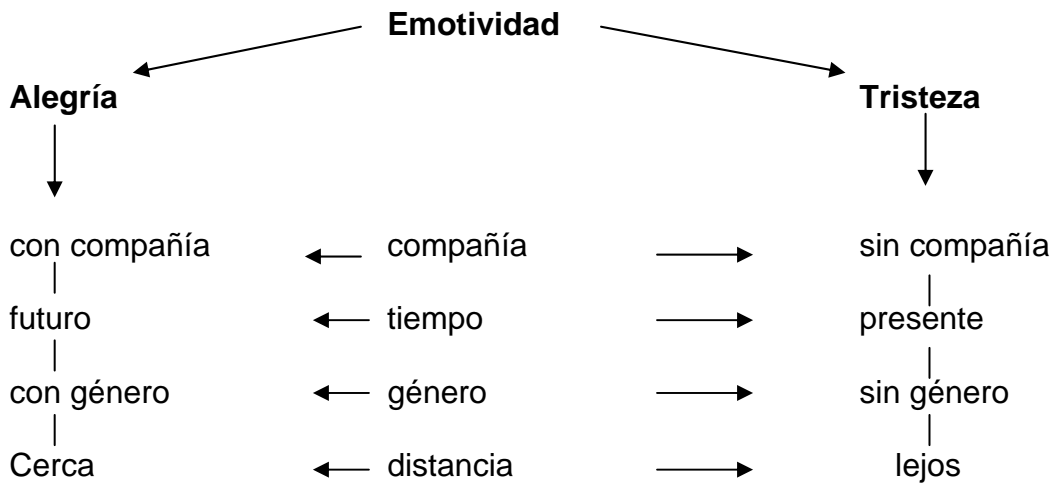 Emotividad
Alegría Tristeza
con compañía compañía sin compañía
futuro tiempo presente
con género género sin género
Cerca distancia lejos